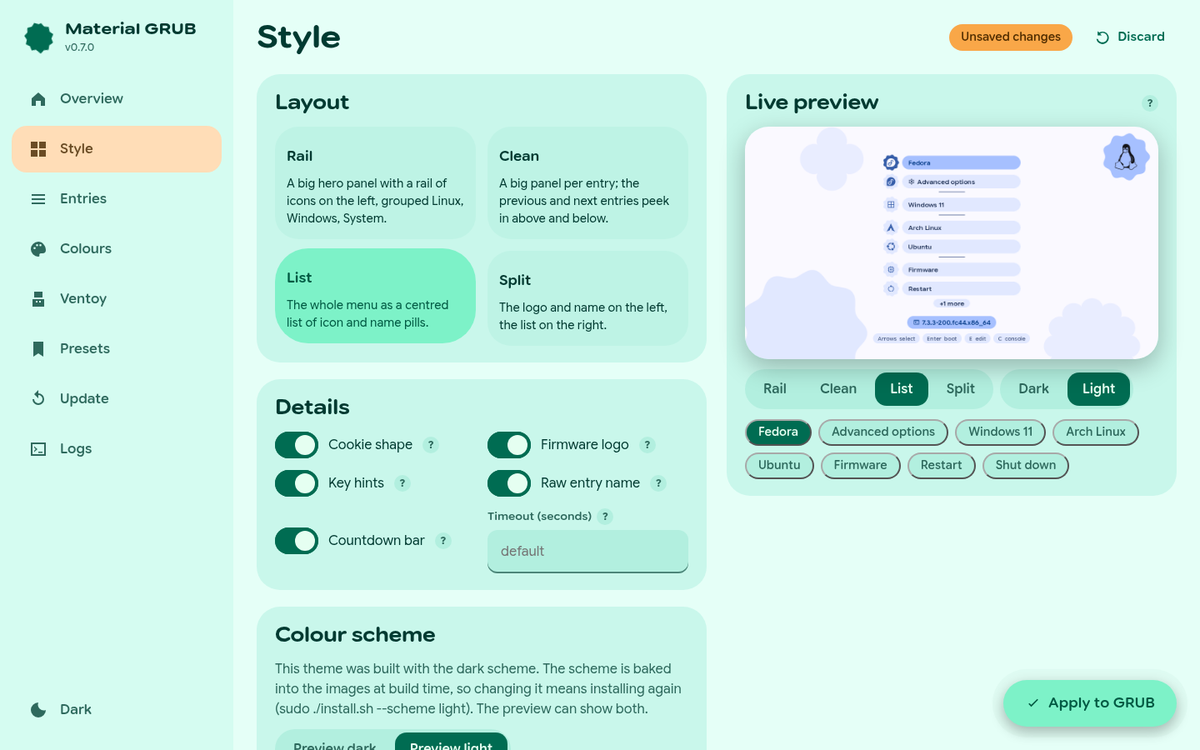 Material GRUB
v0.7.0
Overview
Style
Entries
Colours
Ventoy
Presets
Update
Logs
Dark
Style
Unsaved changes
Discard
Layout
Rail
A big hero panel with a rail of
icons on the left, grouped Linux,
Windows, System.
Clean
A big panel per entry; the
previous and next entries peek
in above and below.
List
The whole menu as a centred
list of icon and name pills.
Split
The logo and name on the left,
the list on the right.
Details
Cookie shape ?
Firmware logo ?
Key hints ?
Raw entry name ?
Countdown bar ?
Timeout (seconds) ?
default
Colour scheme
This theme was built with the dark scheme. The scheme is baked
into the images at build time, so changing it means installing again
(sudo ./install.sh --scheme light). The preview can show both.
Preview dark
Preview light
Live preview
?
Fedora
Advanced options
Windows 11
Arch Linux
Ubuntu
Firmware
Restart
+1 more
7.3.3-200.fc44.x86_64
Arrows select Enter boot E edit C console
Rail Clean List Split Dark Light
Fedora Advanced options Windows 11 Arch Linux
Ubuntu Firmware Restart Shut down
Apply to GRUB